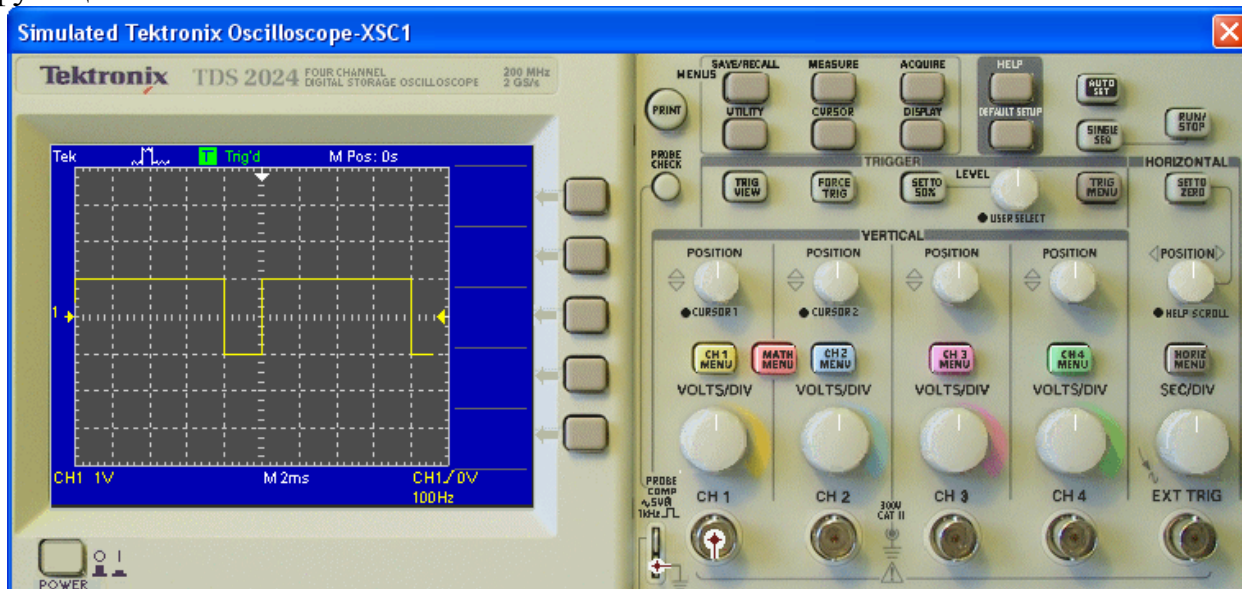 Simulated Tektronix Oscilloscope-XSC1
Tektronix TDS 2024 FOUR CHANNEL DIGITAL STORAGE OSCILLOSCOPE 200 MHz 2 GS/s
Tek T Trig'd M Pos: 0s
1
CH1 1V M 2ms CH1 0V
100Hz
POWER
MENUS
SAVE/RECALL MEASURE ACQUIRE HELP
PRINT
UTILITY CURSOR DISPLAY DEFAULT SETUP
AUTO SET
SINGLE SEQ
RUN/STOP
PROBE CHECK
TRIGGER
HORIZONTAL
TRIG VIEW
FORCE TRIG
SET TO 50%
LEVEL
USER SELECT
TRIG MENU
SET TO ZERO
VERTICAL
POSITION POSITION POSITION POSITION POSITION
CURSOR 1 CURSOR 2 HELP SCROLL
CH 1 MENU
MATH MENU
CH 2 MENU
CH 3 MENU
CH 4 MENU
HORIZ MENU
VOLTS/DIV VOLTS/DIV VOLTS/DIV VOLTS/DIV SEC/DIV
PROBE COMP
1kHz
CH 1 CH 2 CH 3 CH 4 EXT TRIG
300V CAT II